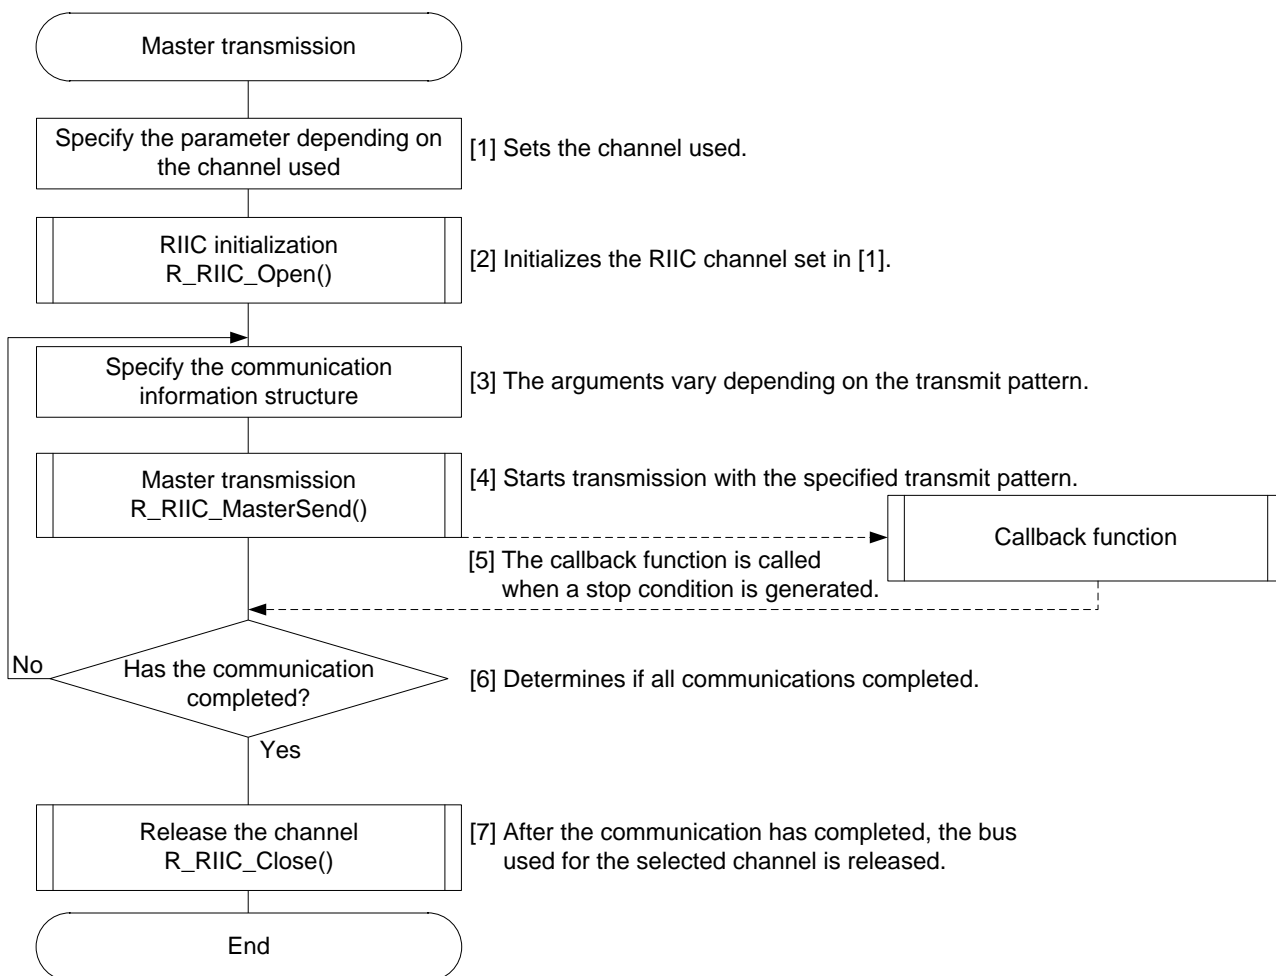 Master transmission
Specify the parameter depending on
the channel used
[1] Sets the channel used.
RIIC initialization
R_RIIC_Open()
[2] Initializes the RIIC channel set in [1].
Specify the communication
information structure
[3] The arguments vary depending on the transmit pattern.
Master transmission
R_RIIC_MasterSend()
[4] Starts transmission with the specified transmit pattern.
Callback function
[5] The callback function is called
when a stop condition is generated.
No
Has the communication
completed?
[6] Determines if all communications completed.
Yes
Release the channel
R_RIIC_Close()
[7] After the communication has completed, the bus
used for the selected channel is released.
End